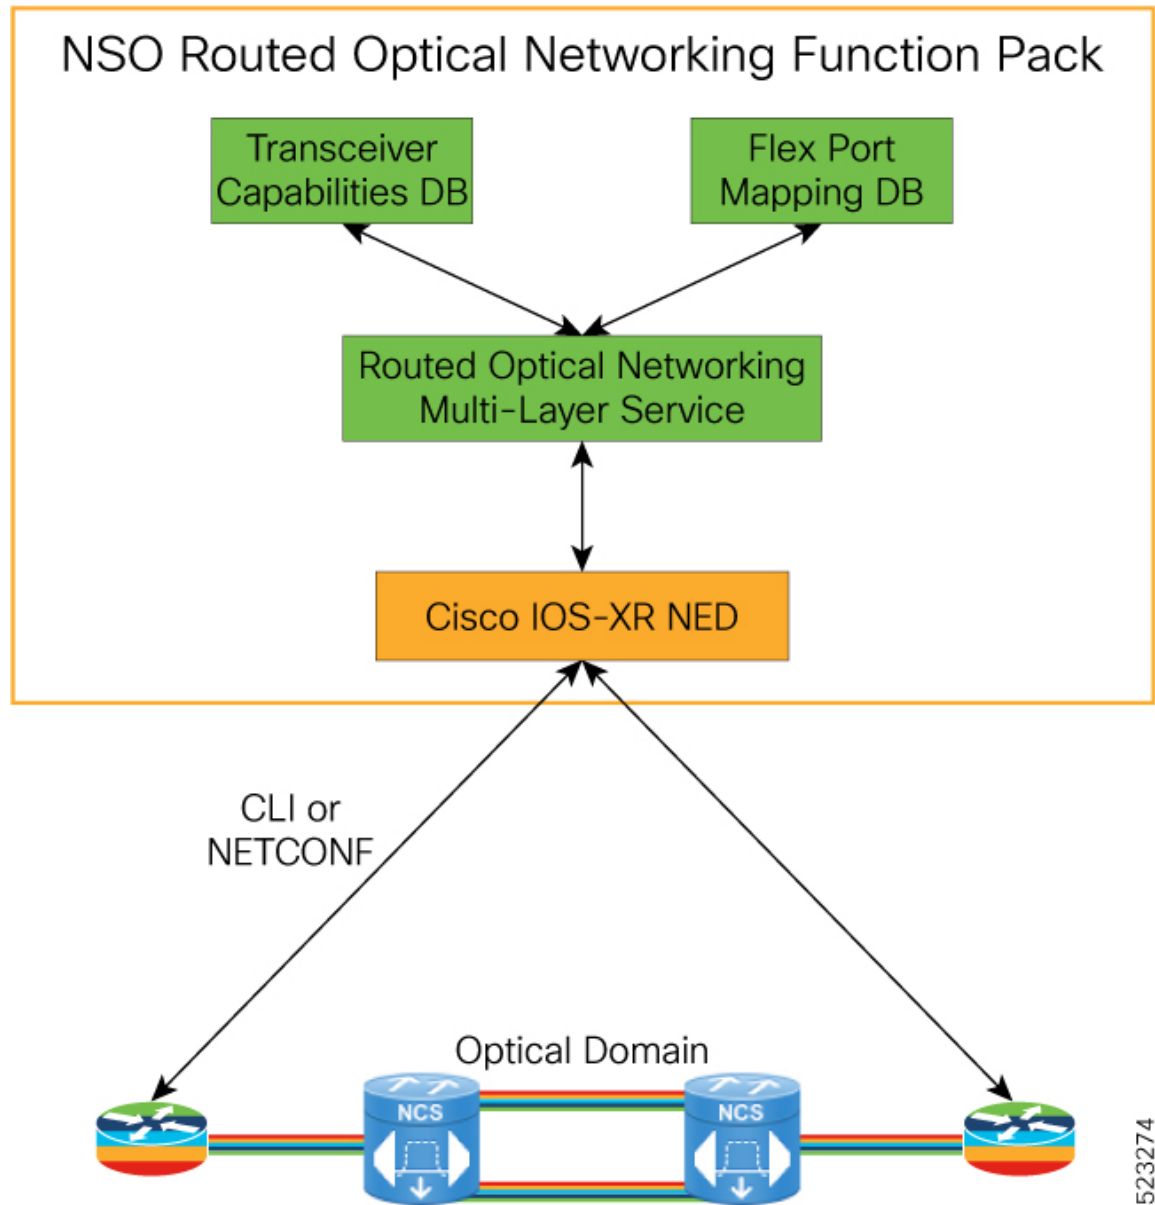 NSO Routed Optical Networking Function Pack
Transceiver
Capabilities DB
Flex Port
Mapping DB
Routed Optical Networking
Multi-Layer Service
Cisco IOS-XR NED
CLI or
NETCONF
Optical Domain
NCS
NCS
523274